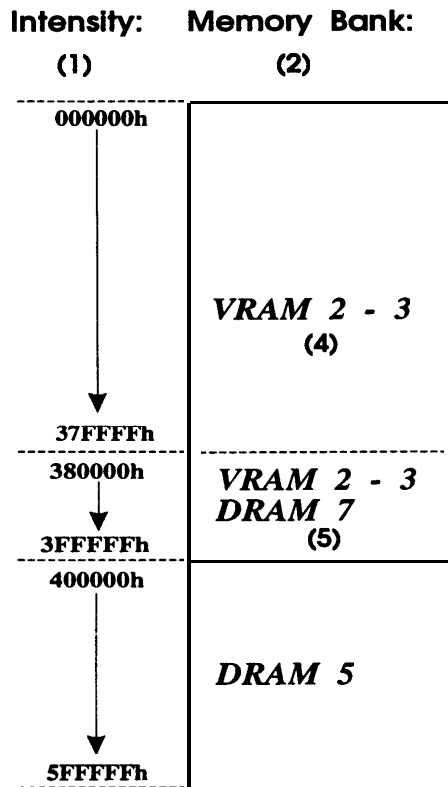 Intensity: Memory Bank:
(1) (2)
000000h
VRAM 2 - 3
(4)
37FFFFh
380000h
VRAM 2 - 3
DRAM 7
3FFFFFh
(5)
400000h
DRAM 5
5FFFFFh